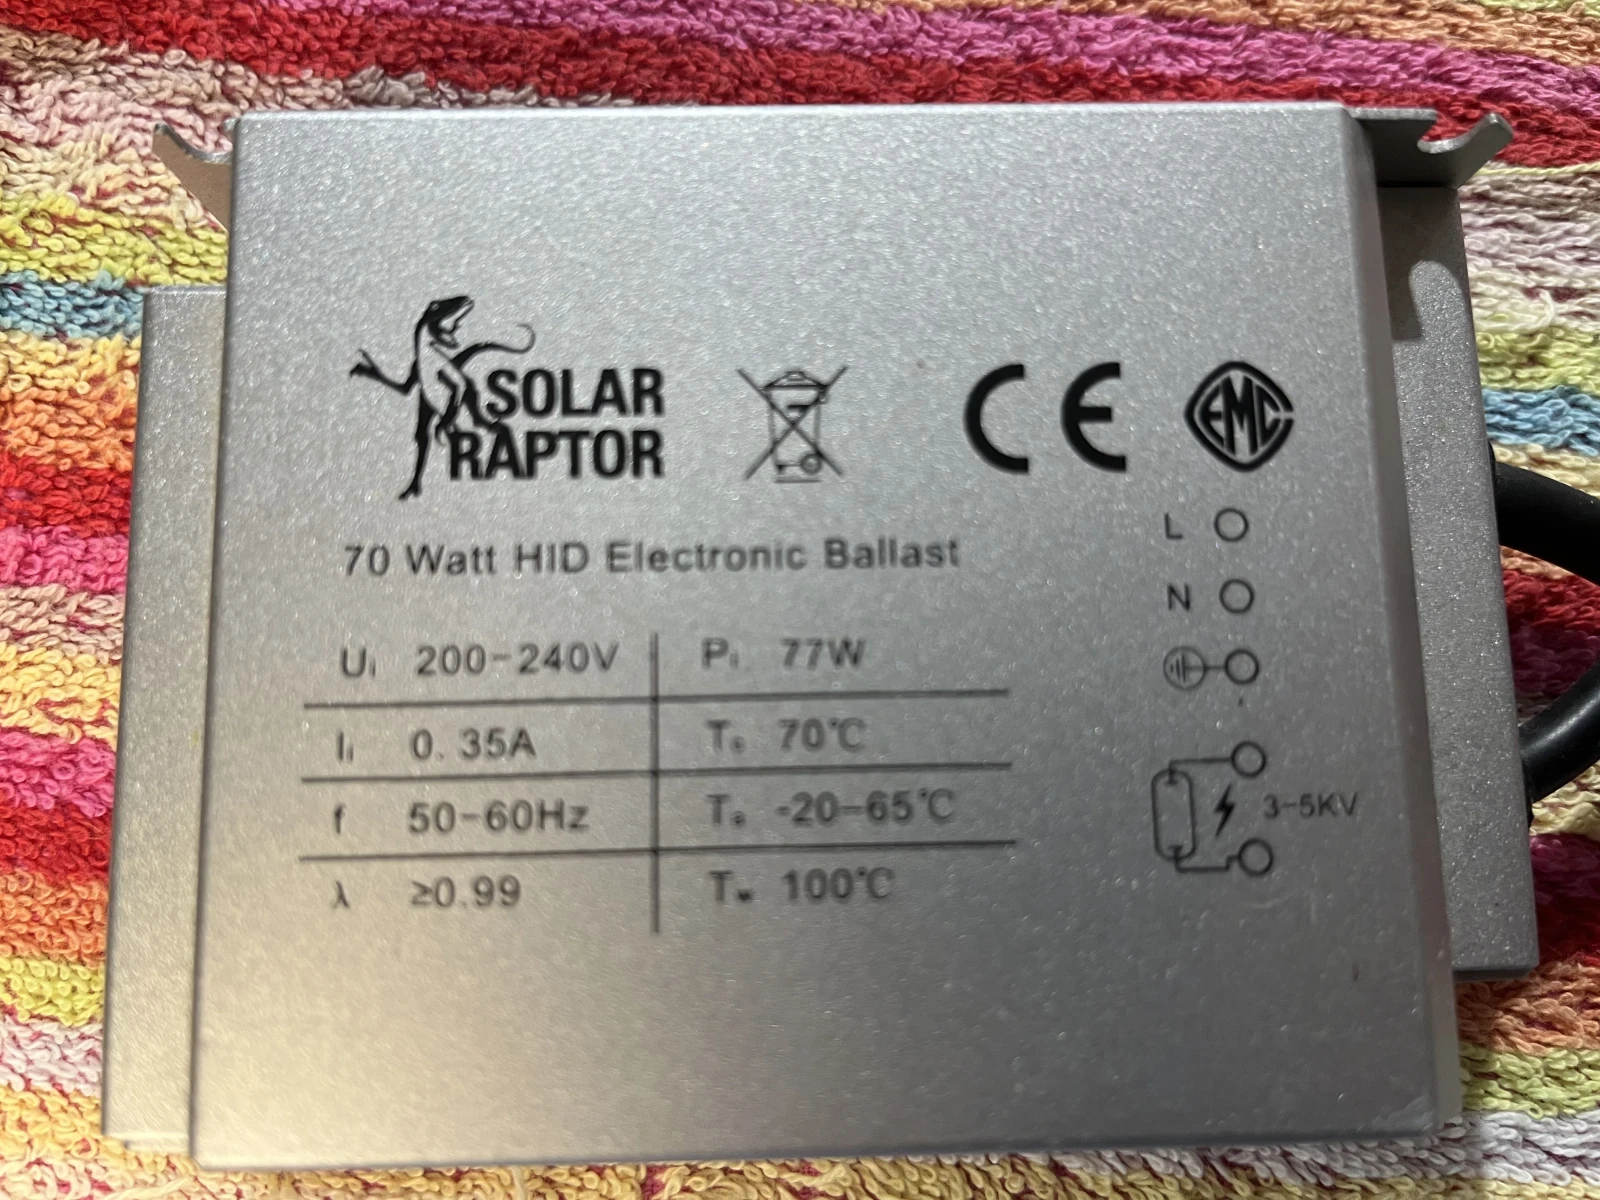 SOLAR
RAPTOR
CE
EMC
70 Watt HID Electronic Ballast
Ui 200-240V Pi 77W
Ii 0.35A Tc 70℃
f 50-60Hz Ta -20-65℃
λ ≥0.99 Tw 100℃
L
N
3-5KV